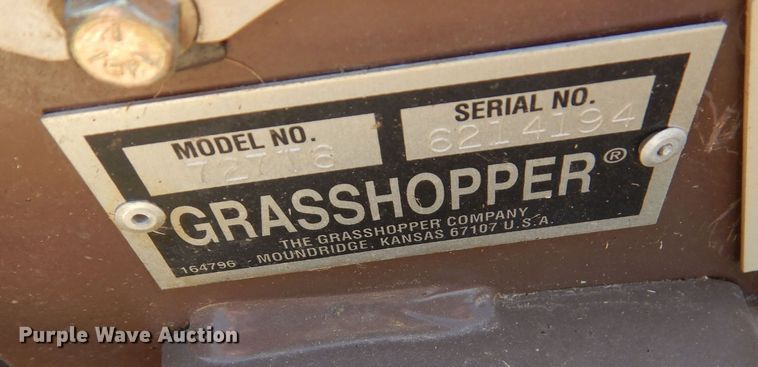 MODEL NO.
SERIAL NO.
6214194
GRASSHOPPER®
THE GRASSHOPPER COMPANY
MOUNDRIDGE, KANSAS 67107 U.S.A.
164796
Purple Wave Auction